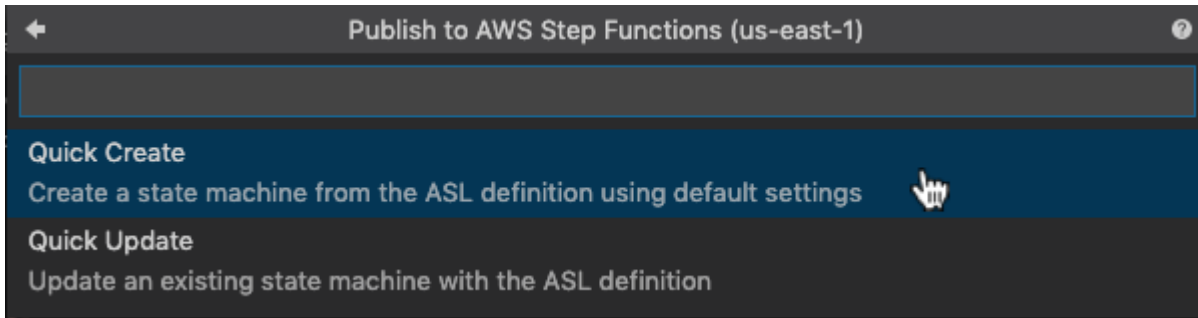 Publish to AWS Step Functions (us-east-1)
Quick Create
Create a state machine from the ASL definition using default settings
Quick Update
Update an existing state machine with the ASL definition